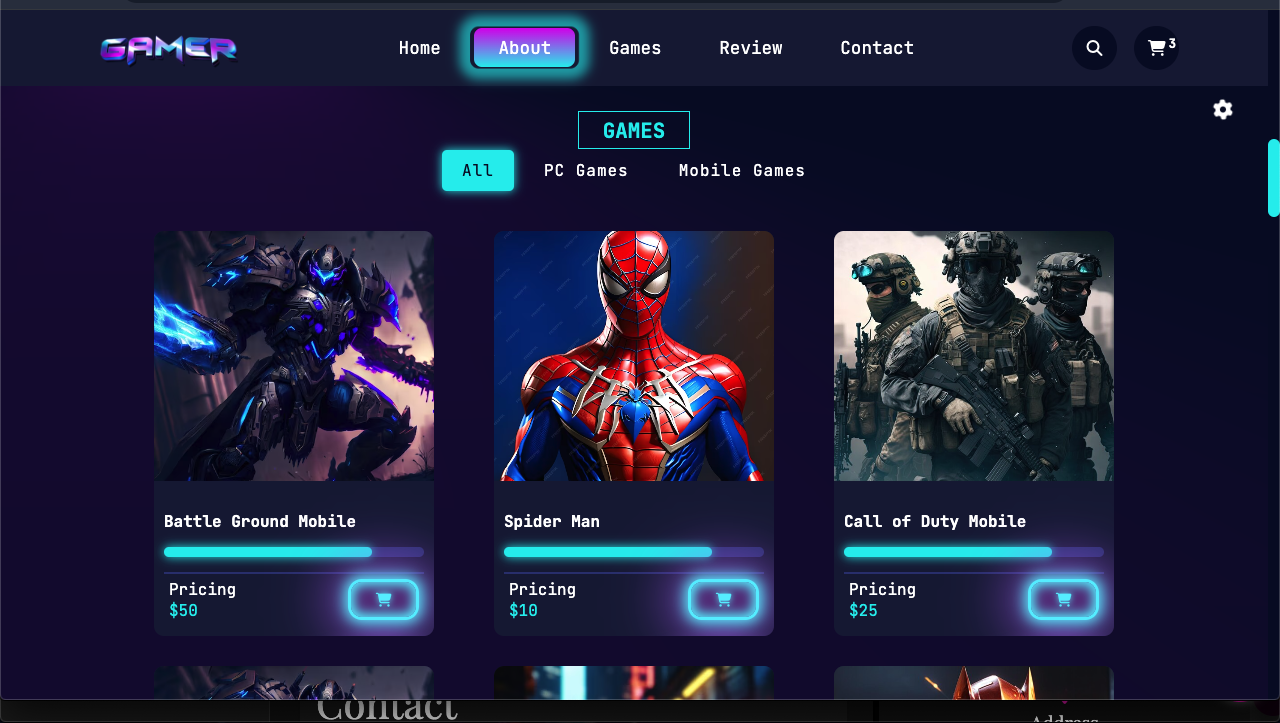 GAMER
Home About Games Review Contact 3
GAMES
All PC Games Mobile Games
Battle Ground Mobile Spider Man Call of Duty Mobile
Pricing Pricing Pricing
$50 $10 $25
Contact
Address